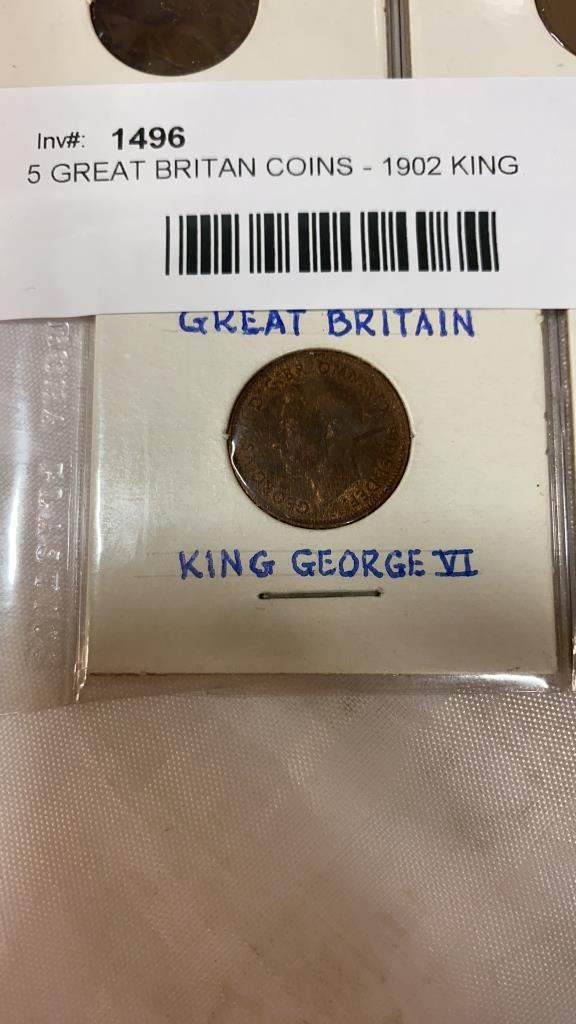 Inv#: 1496
5 GREAT BRITAN COINS - 1902 KING
GREAT BRITAIN
KING GEORGE VI